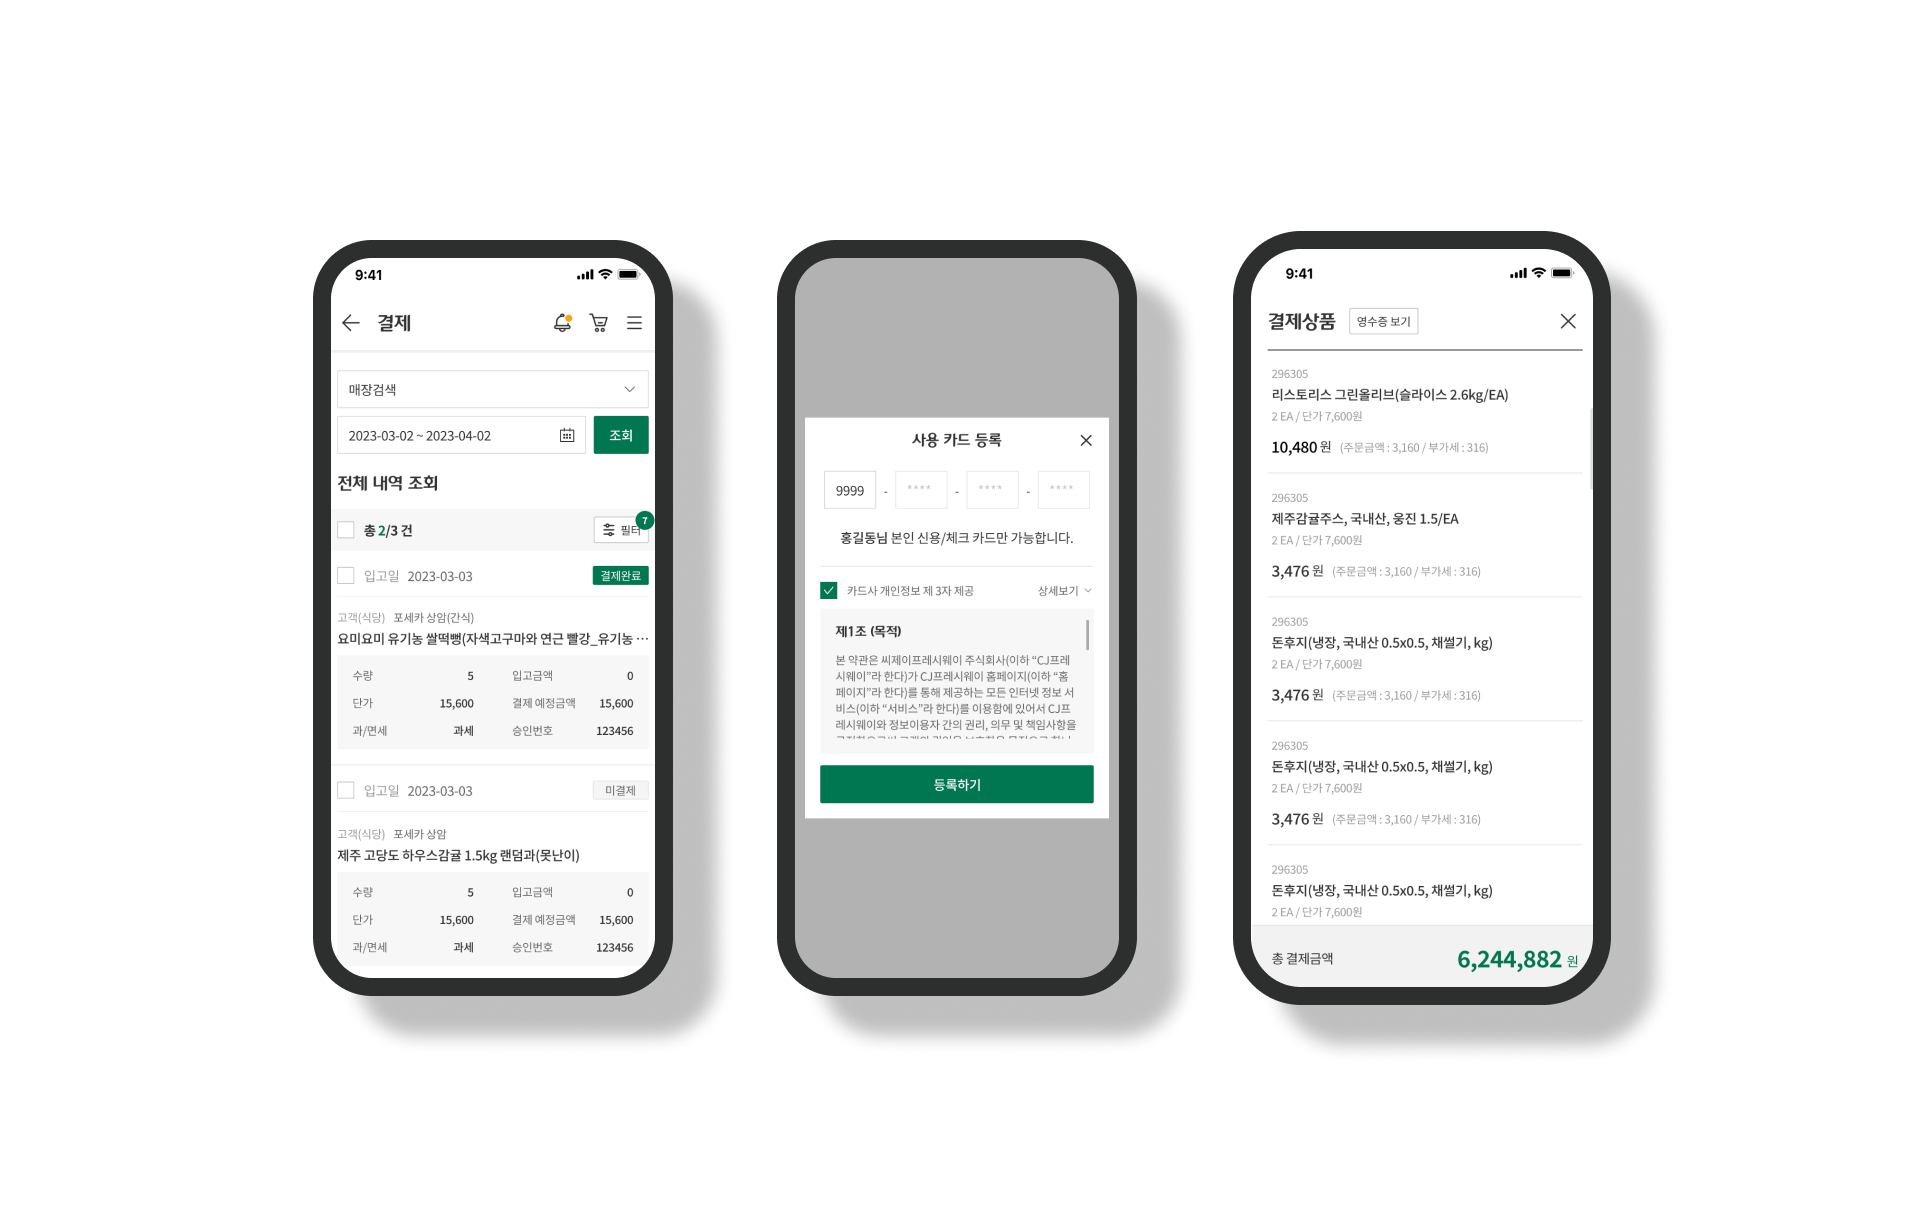 9:41
결제
매장검색
2023-03-02 ~ 2023-04-02
조회
전체 내역 조회
총 2/3 건
필터
7
입고일 2023-03-03
결제완료
고객(식당) 포세카 상암(간식)
요미요미 유기농 쌀떡뻥(자색고구마와 연근 빨강_유기농 ···
수량 5 입고금액 0
단가 15,600 결제 예정금액 15,600
과/면세 과세 승인번호 123456
입고일 2023-03-03
미결제
고객(식당) 포세카 상암
제주 고당도 하우스감귤 1.5kg 랜덤과(못난이)
수량 5 입고금액 0
단가 15,600 결제 예정금액 15,600
과/면세 과세 승인번호 123456
사용 카드 등록
9999 - **** - **** - ****
홍길동님 본인 신용/체크 카드만 가능합니다.
카드사 개인정보 제 3자 제공
상세보기
제1조 (목적)
본 약관은 씨제이프레시웨이 주식회사(이하 “CJ프레
시웨이”라 한다)가 CJ프레시웨이 홈페이지(이하 “홈
페이지”라 한다)를 통해 제공하는 모든 인터넷 정보 서
비스(이하 “서비스”라 한다)를 이용함에 있어서 CJ프
레시웨이와 정보이용자 간의 권리, 의무 및 책임사항을
등록하기
9:41
결제상품
영수증 보기
296305
리스토리스 그린올리브(슬라이스 2.6kg/EA)
2 EA / 단가 7,600원
10,480 원 (주문금액 : 3,160 / 부가세 : 316)
296305
제주감귤주스, 국내산, 웅진 1.5/EA
2 EA / 단가 7,600원
3,476 원 (주문금액 : 3,160 / 부가세 : 316)
296305
돈후지(냉장, 국내산 0.5x0.5, 채썰기, kg)
2 EA / 단가 7,600원
3,476 원 (주문금액 : 3,160 / 부가세 : 316)
296305
돈후지(냉장, 국내산 0.5x0.5, 채썰기, kg)
2 EA / 단가 7,600원
3,476 원 (주문금액 : 3,160 / 부가세 : 316)
296305
돈후지(냉장, 국내산 0.5x0.5, 채썰기, kg)
2 EA / 단가 7,600원
총 결제금액
6,244,882 원